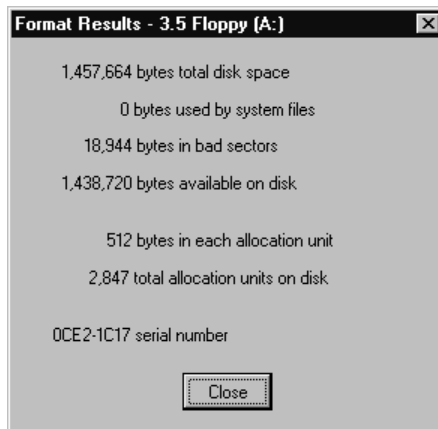 Format Results - 3.5 Floppy (A:)
1,457,664 bytes total disk space
0 bytes used by system files
18,944 bytes in bad sectors
1,438,720 bytes available on disk
512 bytes in each allocation unit
2,847 total allocation units on disk
0CE2-1C17 serial number
Close